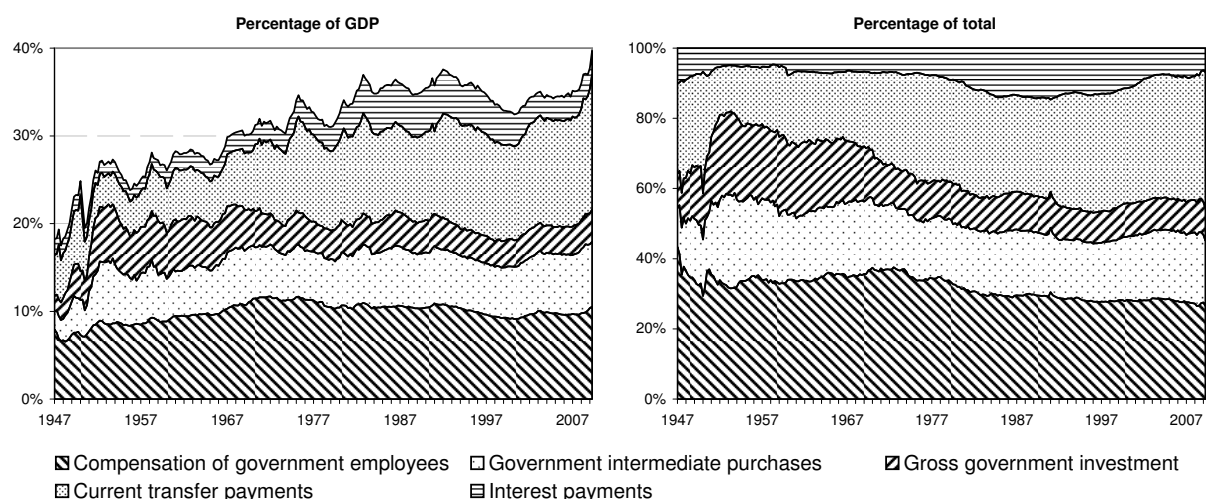 Percentage of GDP
40%
30%
20%
10%
0%
1947 1957 1967 1977 1987 1997 2007
Percentage of total
100%
80%
60%
40%
20%
0%
1947 1957 1967 1977 1987 1997 2007
Compensation of government employees Government intermediate purchases Gross government investment
Current transfer payments Interest payments